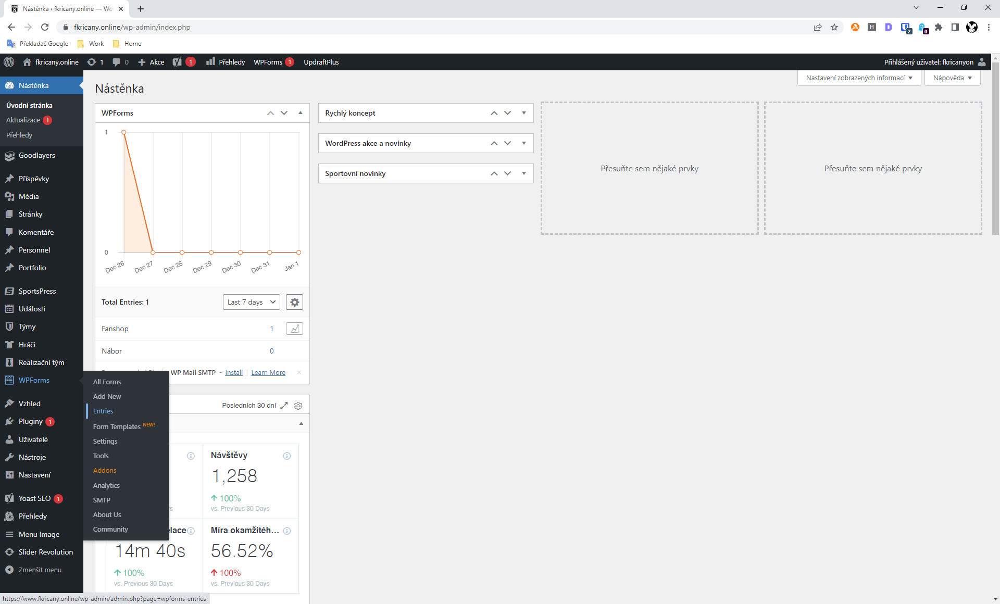 Nástěnka ‹ fkricany.online — Wo
fkricany.online/wp-admin/index.php
2
0
Překladač Google
Work
Home
fkricany.online
1
0
Akce
1
Přehledy
WPForms 1
UpdraftPlus
Přihlášený uživatel: fkricanyon
Nastavení zobrazených informací
Nápověda
Nástěnka
Úvodní stránka
Aktualizace 1
Přehledy
Goodlayers
Příspěvky
Média
Stránky
Komentáře
Personnel
Portfolio
SportsPress
Události
Týmy
Hráči
Realizační tým
WPForms
Vzhled
Pluginy 1
Uživatelé
Nástroje
Nastavení
Yoast SEO 1
Přehledy
Menu Image
Slider Revolution
Zmenšit menu
All Forms
Add New
Entries
Form Templates NEW!
Settings
Tools
Addons
Analytics
SMTP
About Us
Community
Nástěnka
WPForms
1
0
Dec 26
Dec 27
Dec 28
Dec 29
Dec 30
Dec 31
Jan 1
Total Entries: 1
Last 7 days
Fanshop 1
Nábor 0
WP Mail SMTP - Install | Learn More
Posledních 30 dní
Návštěvy
1,258
100%
vs. Previous 30 Days
elace
14m 40s
100%
vs. Previous 30 Days
Míra okamžitéh...
56.52%
100%
vs. Previous 30 Days
Rychlý koncept
WordPress akce a novinky
Sportovní novinky
Přesuňte sem nějaké prvky
Přesuňte sem nějaké prvky
https://www.fkricany.online/wp-admin/admin.php?page=wpforms-entries